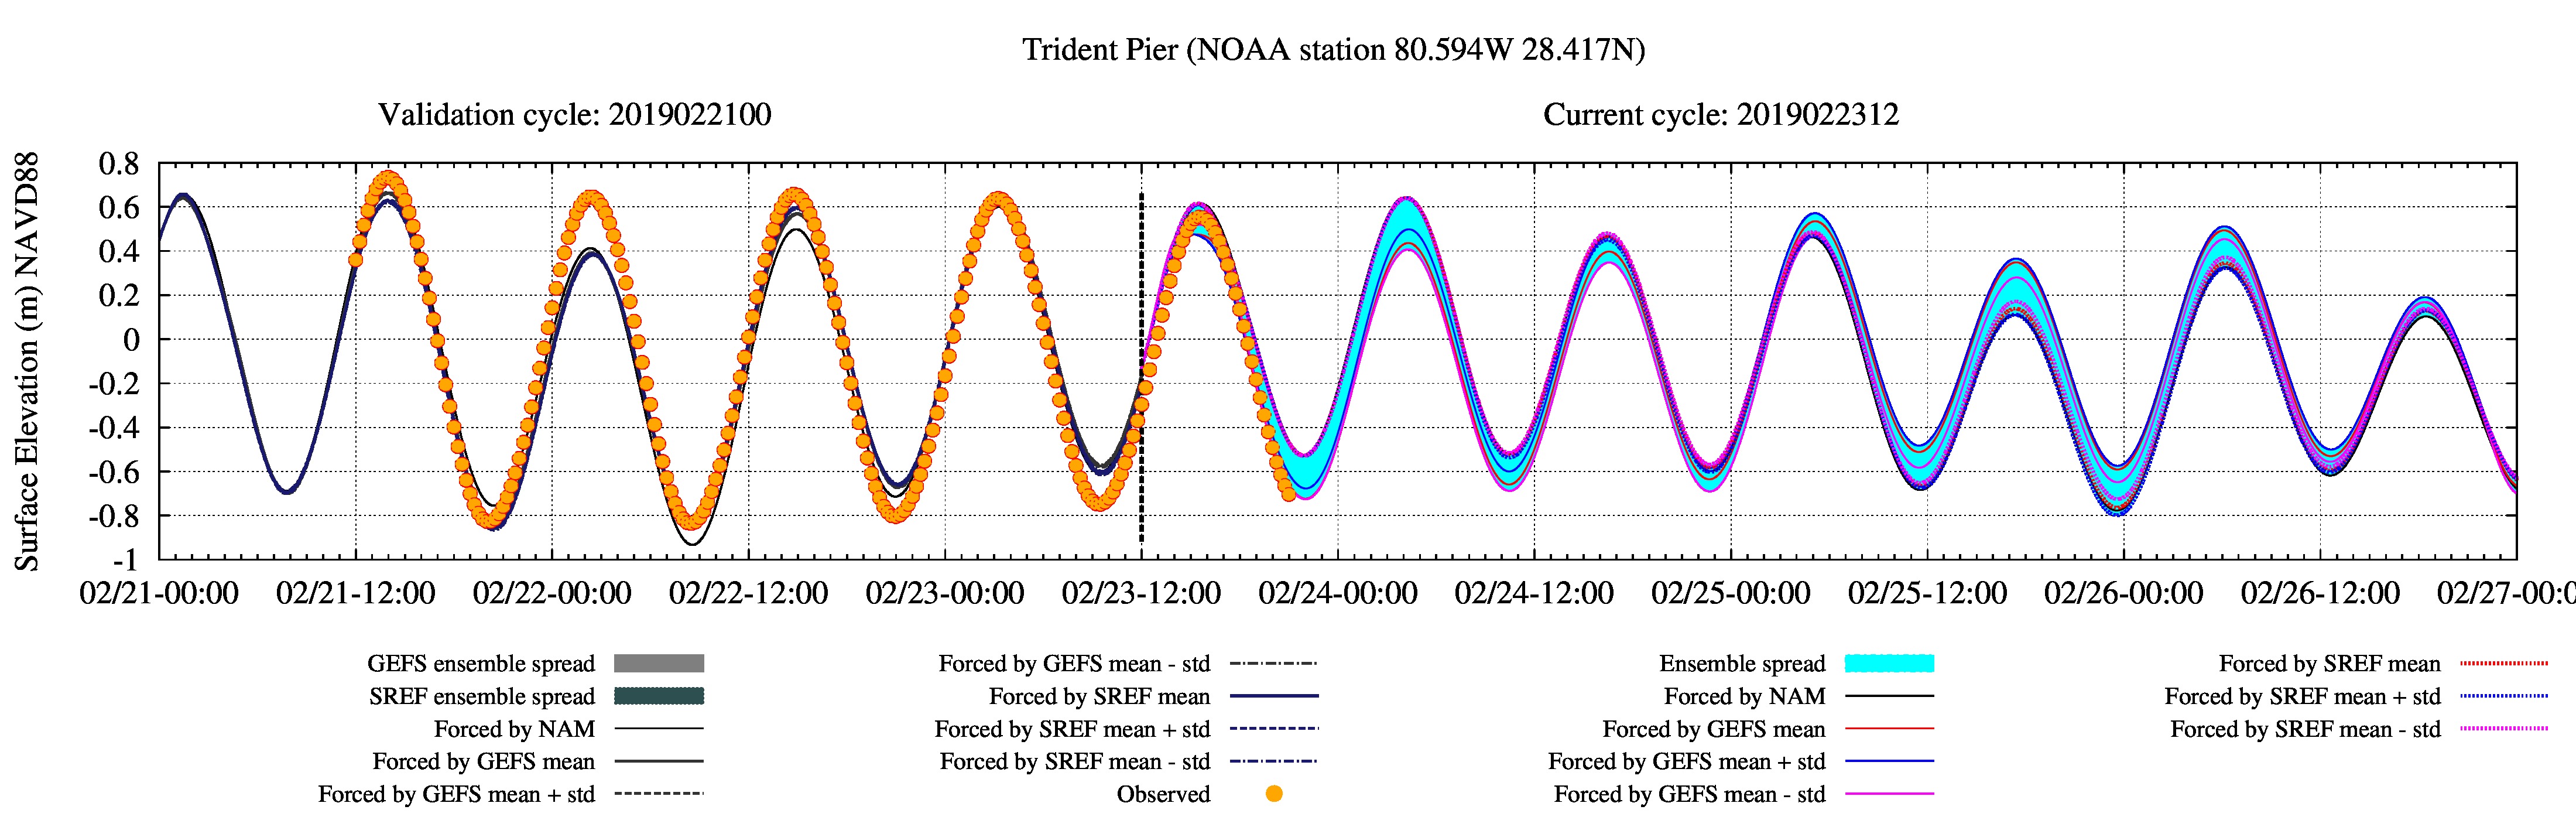 Trident Pier (NOAA station 80.594W 28.417N)
Validation cycle: 2019022100
Current cycle: 2019022312
Surface Elevation (m) NAVD88
0.8
0.6
0.4
0.2
0
-0.2
-0.4
-0.6
-0.8
-1
02/21-00:00 02/21-12:00 02/22-00:00 02/22-12:00 02/23-00:00 02/23-12:00 02/24-00:00 02/24-12:00 02/25-00:00 02/25-12:00 02/26-00:00 02/26-12:00 02/27-00:0
GEFS ensemble spread
SREF ensemble spread
Forced by NAM
Forced by GEFS mean
Forced by GEFS mean + std
Forced by GEFS mean - std
Forced by SREF mean
Forced by SREF mean + std
Forced by SREF mean - std
Observed
Ensemble spread
Forced by NAM
Forced by GEFS mean
Forced by GEFS mean + std
Forced by GEFS mean - std
Forced by SREF mean
Forced by SREF mean + std
Forced by SREF mean - std